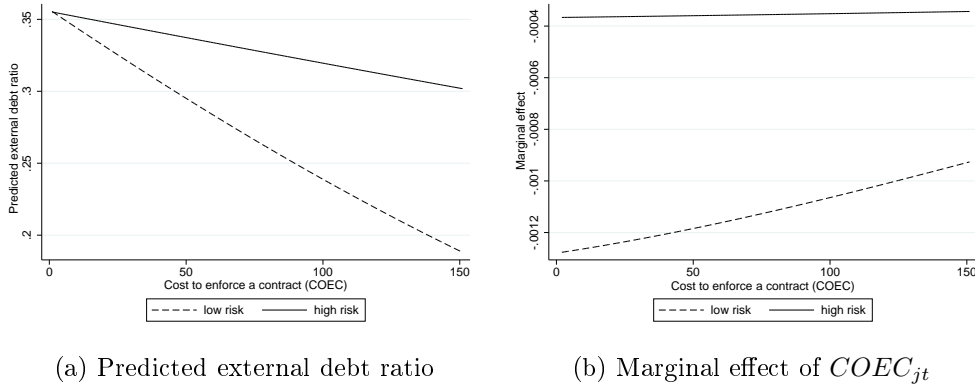 Predicted external debt ratio
.35
.3
.25
.2
0
50
100
150
Cost to enforce a contract (COEC)
low risk
high risk
(a) Predicted external debt ratio
Marginal effect
-.0004
-.0006
-.0008
-.001
-.0012
0
50
100
150
Cost to enforce a contract (COEC)
low risk
high risk
(b) Marginal effect of COEC_{jt}